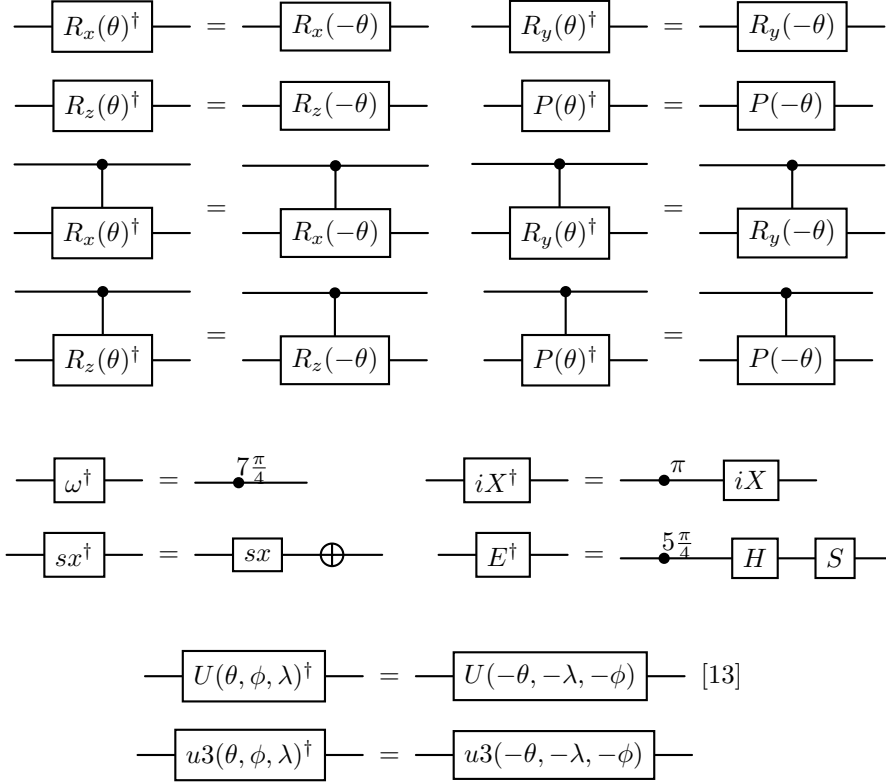 R_x(θ)† = R_x(−θ) R_y(θ)† = R_y(−θ)
R_z(θ)† = R_z(−θ) P(θ)† = P(−θ)
R_x(θ)† = R_x(−θ) R_y(θ)† = R_y(−θ)
R_z(θ)† = R_z(−θ) P(θ)† = P(−θ)
ω† = 7π/4 iX† = π iX
sx† = sx E† = 5π/4 H S
U(θ, ϕ, λ)† = U(−θ, −λ, −ϕ) [13]
u3(θ, ϕ, λ)† = u3(−θ, −λ, −ϕ)